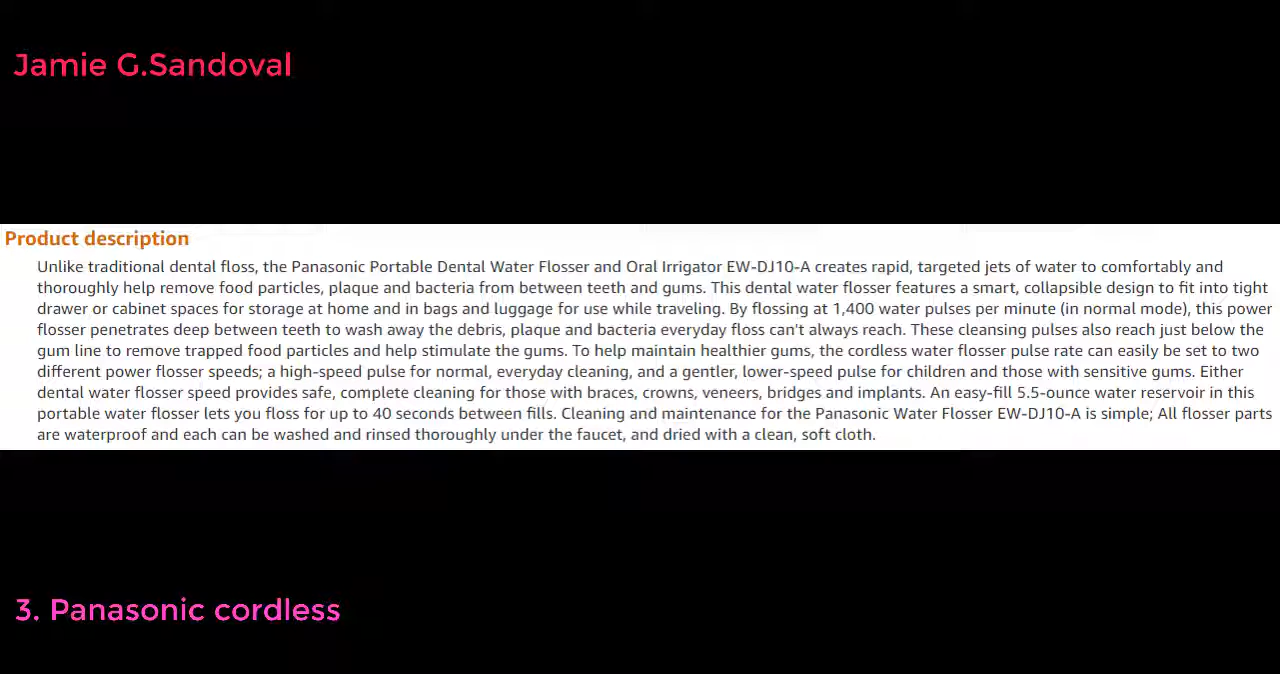 Jamie G.Sandoval
Product description
Unlike traditional dental floss, the Panasonic Portable Dental Water Flosser and Oral Irrigator EW-DJ10-A creates rapid, targeted jets of water to comfortably and
thoroughly help remove food particles, plaque and bacteria from between teeth and gums. This dental water flosser features a smart, collapsible design to fit into tight
drawer or cabinet spaces for storage at home and in bags and luggage for use while traveling. By flossing at 1,400 water pulses per minute (in normal mode), this power
flosser penetrates deep between teeth to wash away the debris, plaque and bacteria everyday floss can't always reach. These cleansing pulses also reach just below the
gum line to remove trapped food particles and help stimulate the gums. To help maintain healthier gums, the cordless water flosser pulse rate can easily be set to two
different power flosser speeds; a high-speed pulse for normal, everyday cleaning, and a gentler, lower-speed pulse for children and those with sensitive gums. Either
dental water flosser speed provides safe, complete cleaning for those with braces, crowns, veneers, bridges and implants. An easy-fill 5.5-ounce water reservoir in this
portable water flosser lets you floss for up to 40 seconds between fills. Cleaning and maintenance for the Panasonic Water Flosser EW-DJ10-A is simple; All flosser parts
are waterproof and each can be washed and rinsed thoroughly under the faucet, and dried with a clean, soft cloth.
3. Panasonic cordless